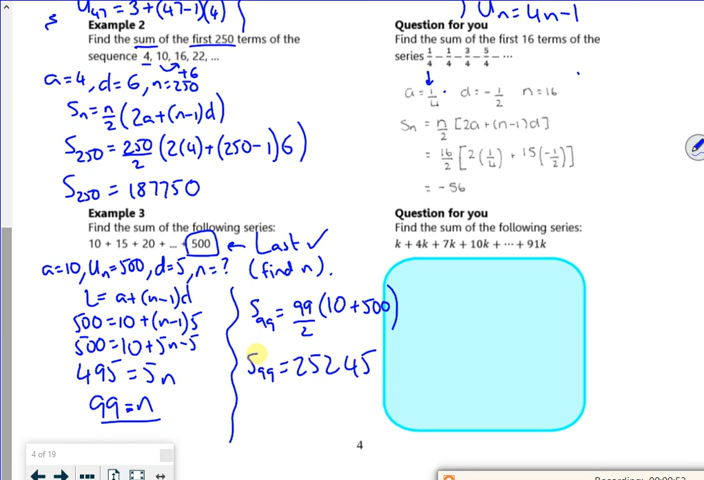 U₄₇ = 3+(47-1)(4)
Example 2
Find the sum of the first 250 terms of the
sequence 4, 10, 16, 22, ...
+6
a=4, d=6, n=250
Sₙ = n/2 (2a+(n-1)d)
S₂₅₀ = 250/2 (2(4)+(250-1)6)
S₂₅₀ = 187750
Example 3
Find the sum of the following series:
10 + 15 + 20 + ... + 500 ← Last ✓
a=10, Uₙ=500, d=5, n=? (find n).
L = a+(n-1)d
500=10+(n-1)5
500=10+5n-5
495=5n
99=n
S₉₉ = 99/2 (10+500)
S₉₉ = 25245
) Uₙ=4n-1
Question for you
Find the sum of the first 16 terms of the
series 1/4 - 1/4 - 3/4 - 5/4 - ⋯
a = 1/4 . d = -1/2 n = 16
Sₙ = n/2 [2a+(n-1)d]
= 16/2 [2(1/4) + 15(-1/2)]
= -56
Question for you
Find the sum of the following series:
k + 4k + 7k + 10k + ⋯ + 91k
4
4 of 19